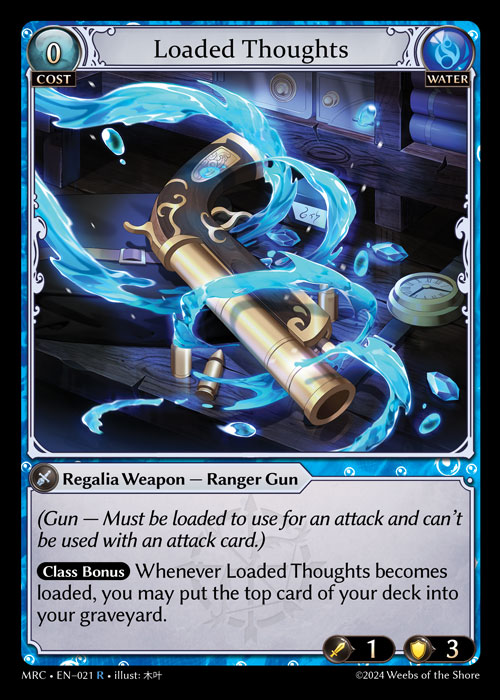 0
Loaded Thoughts
COST
WATER
Regalia Weapon — Ranger Gun
(Gun — Must be loaded to use for an attack and can't
be used with an attack card.)
Class Bonus Whenever Loaded Thoughts becomes
loaded, you may put the top card of your deck into
your graveyard.
1
3
MRC • EN–021 R • illust: 木叶
©2024 Weebs of the Shore